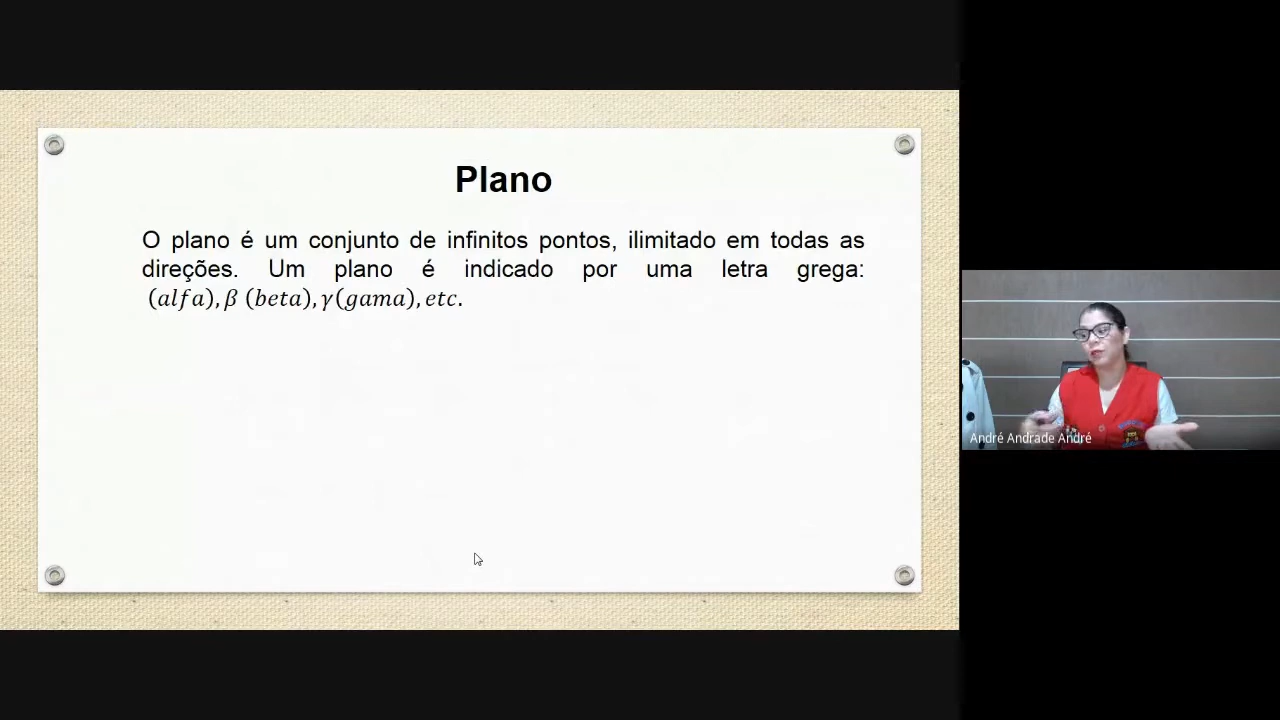 Plano
O plano é um conjunto de infinitos pontos, ilimitado em todas as
direções. Um plano é indicado por uma letra grega:
(alfa), β (beta), γ(gama), etc.
André Andrade André